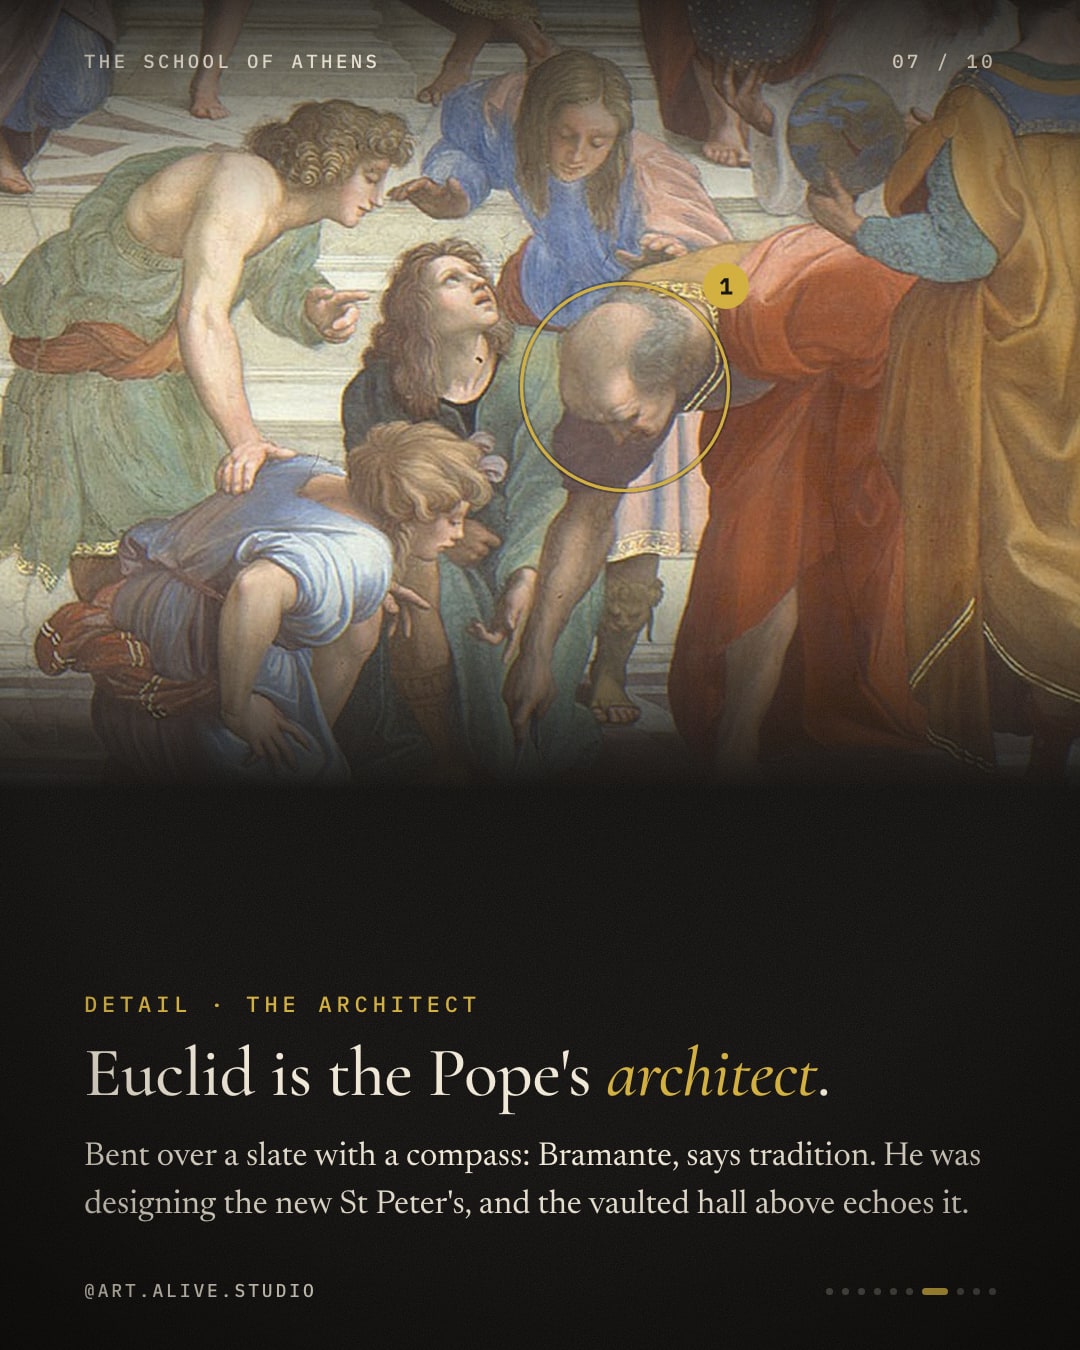 THE SCHOOL OF ATHENS
07 / 10
1
DETAIL · THE ARCHITECT
Euclid is the Pope's architect.
Bent over a slate with a compass: Bramante, says tradition. He was
designing the new St Peter's, and the vaulted hall above echoes it.
@ART.ALIVE.STUDIO